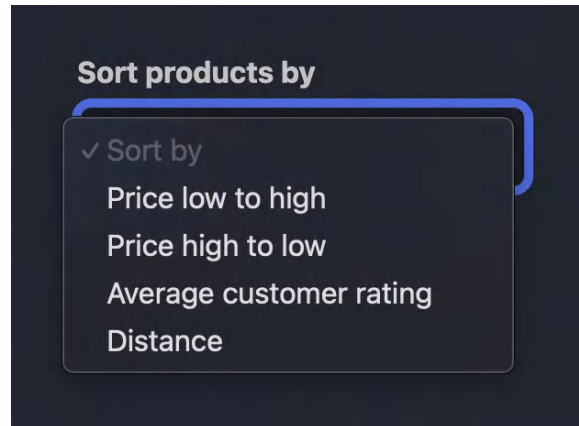 Sort products by
✓ Sort by
Price low to high
Price high to low
Average customer rating
Distance